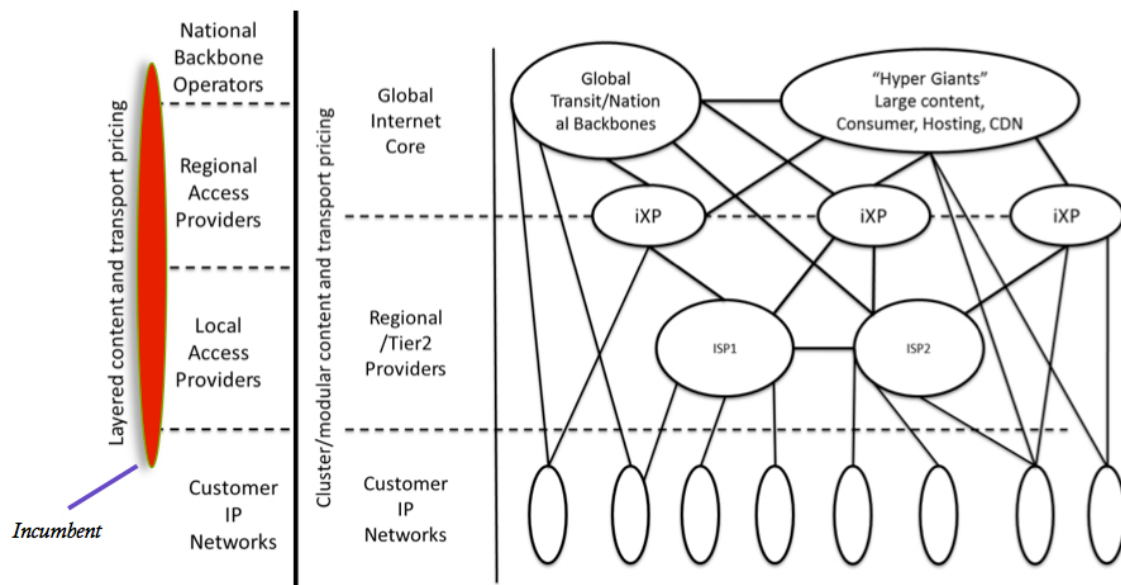 Layered content and transport pricing
National
Backbone
Operators
Regional
Access
Providers
Local
Access
Providers
Customer
IP
Networks
Incumbent
Cluster/modular content and transport pricing
Global
Internet
Core
Regional
/Tier2
Providers
Customer
IP
Networks
Global
Transit/Nation
al Backbones
“Hyper Giants”
Large content,
Consumer, Hosting, CDN
iXP
iXP
iXP
ISP1
ISP2